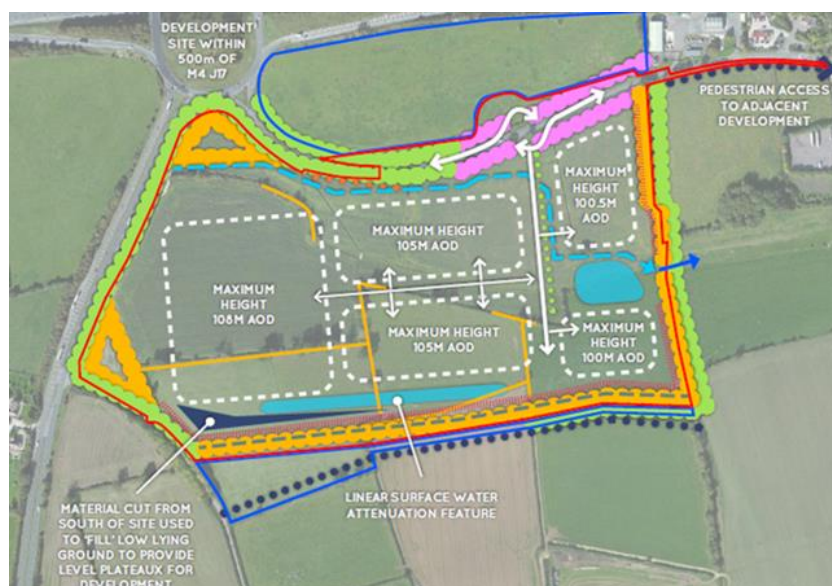 DEVELOPMENT
SITE WITHIN
500m OF
M4 J17
PEDESTRIAN ACCESS
TO ADJACENT
DEVELOPMENT
MAXIMUM
HEIGHT
100.5M
AOD
MAXIMUM HEIGHT
105M AOD
MAXIMUM
HEIGHT
108M AOD
MAXIMUM HEIGHT
105M AOD
MAXIMUM
HEIGHT
100M AOD
LINEAR SURFACE WATER
ATTENUATION FEATURE
MATERIAL CUT FROM
SOUTH OF SITE USED
TO 'FILL' LOW LYING
GROUND TO PROVIDE
LEVEL PLATEAUX FOR
DEVELOPMENT